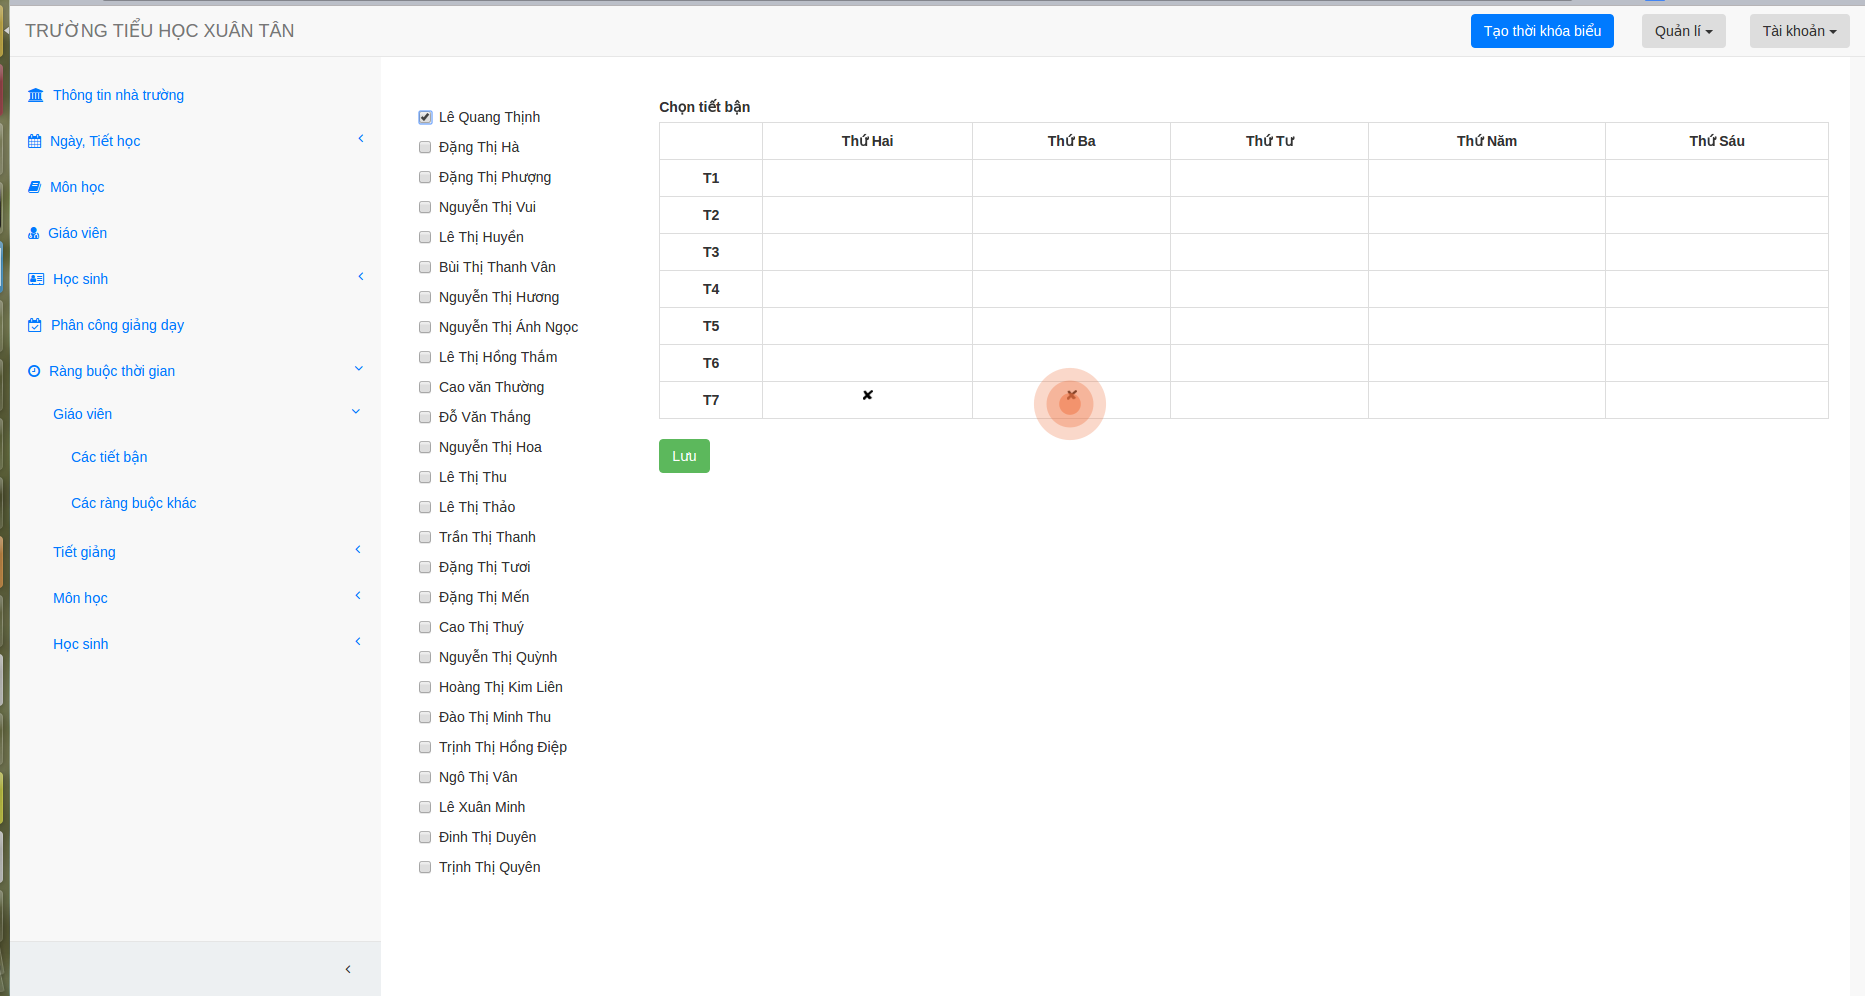 TRƯỜNG TIỂU HỌC XUÂN TÂN
Tạo thời khóa biểu
Quản lí
Tài khoản
Thông tin nhà trường
Ngày, Tiết học
Môn học
Giáo viên
Học sinh
Phân công giảng dạy
Ràng buộc thời gian
Giáo viên
Các tiết bận
Các ràng buộc khác
Tiết giảng
Môn học
Học sinh
Lê Quang Thịnh
Đặng Thị Hà
Đặng Thị Phượng
Nguyễn Thị Vui
Lê Thị Huyền
Bùi Thị Thanh Vân
Nguyễn Thị Hương
Nguyễn Thị Ánh Ngọc
Lê Thị Hồng Thắm
Cao văn Thường
Đỗ Văn Thắng
Nguyễn Thị Hoa
Lê Thị Thu
Lê Thị Thảo
Trần Thị Thanh
Đặng Thị Tươi
Đặng Thị Mến
Cao Thị Thuý
Nguyễn Thị Quỳnh
Hoàng Thị Kim Liên
Đào Thị Minh Thu
Trịnh Thị Hồng Điệp
Ngô Thị Vân
Lê Xuân Minh
Đinh Thị Duyên
Trịnh Thị Quyên
Chọn tiết bận
Thứ Hai Thứ Ba Thứ Tư Thứ Năm Thứ Sáu
T1
T2
T3
T4
T5
T6
T7 ✘ ✘
Lưu